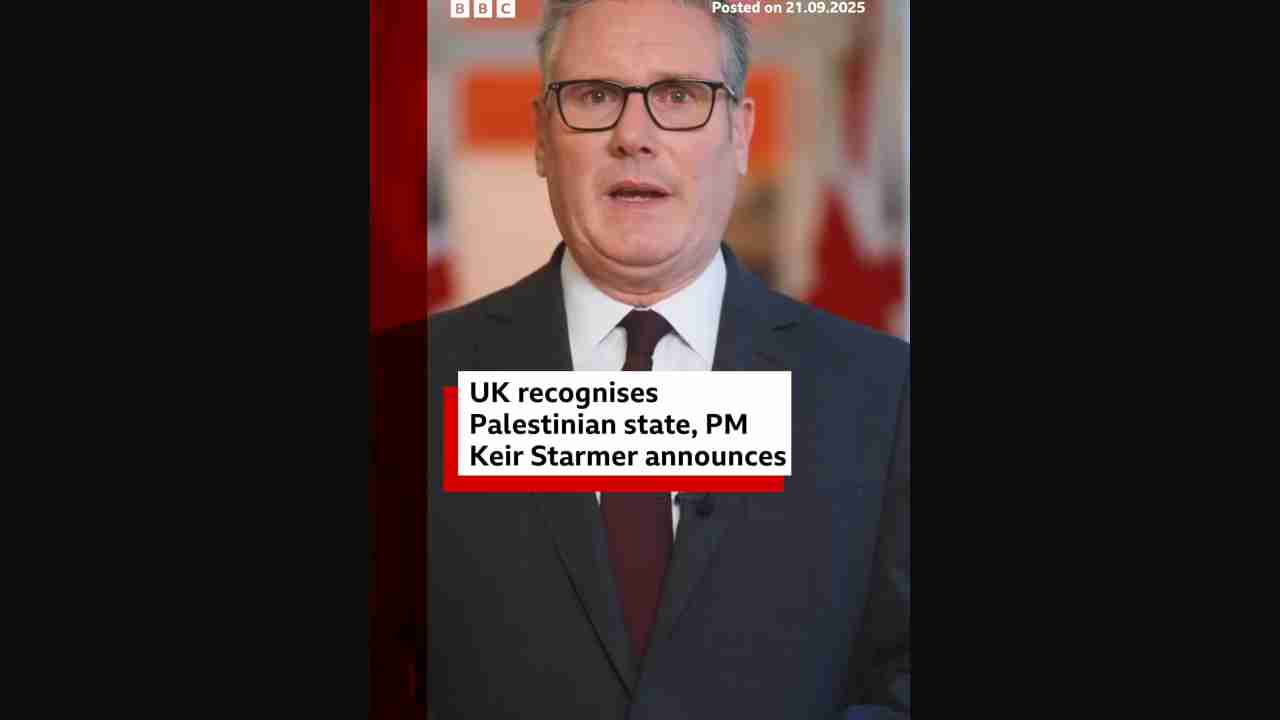 BBC
Posted on 21.09.2025
UK recognises
Palestinian state, PM
Keir Starmer announces